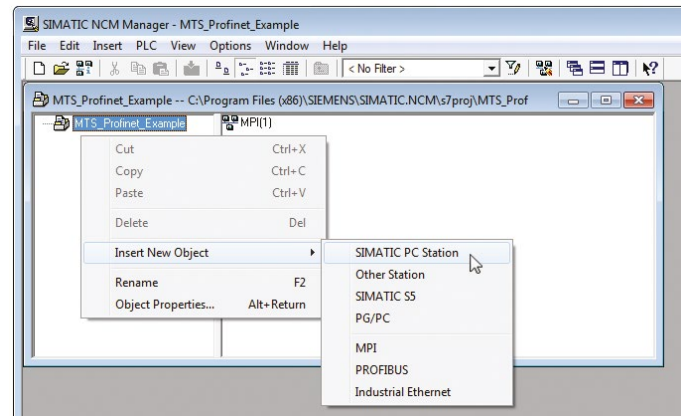 SIMATIC NCM Manager - MTS_Profinet_Example
File Edit Insert PLC View Options Window Help
< No Filter >
MTS_Profinet_Example -- C:\Program Files (x86)\SIEMENS\SIMATIC.NCM\s7proj\MTS_Prof
MTS_Profinet_Example MPI(1)
Cut Ctrl+X
Copy Ctrl+C
Paste Ctrl+V
Delete Del
Insert New Object
Rename F2
Object Properties... Alt+Return
SIMATIC PC Station
Other Station
SIMATIC S5
PG/PC
MPI
PROFIBUS
Industrial Ethernet